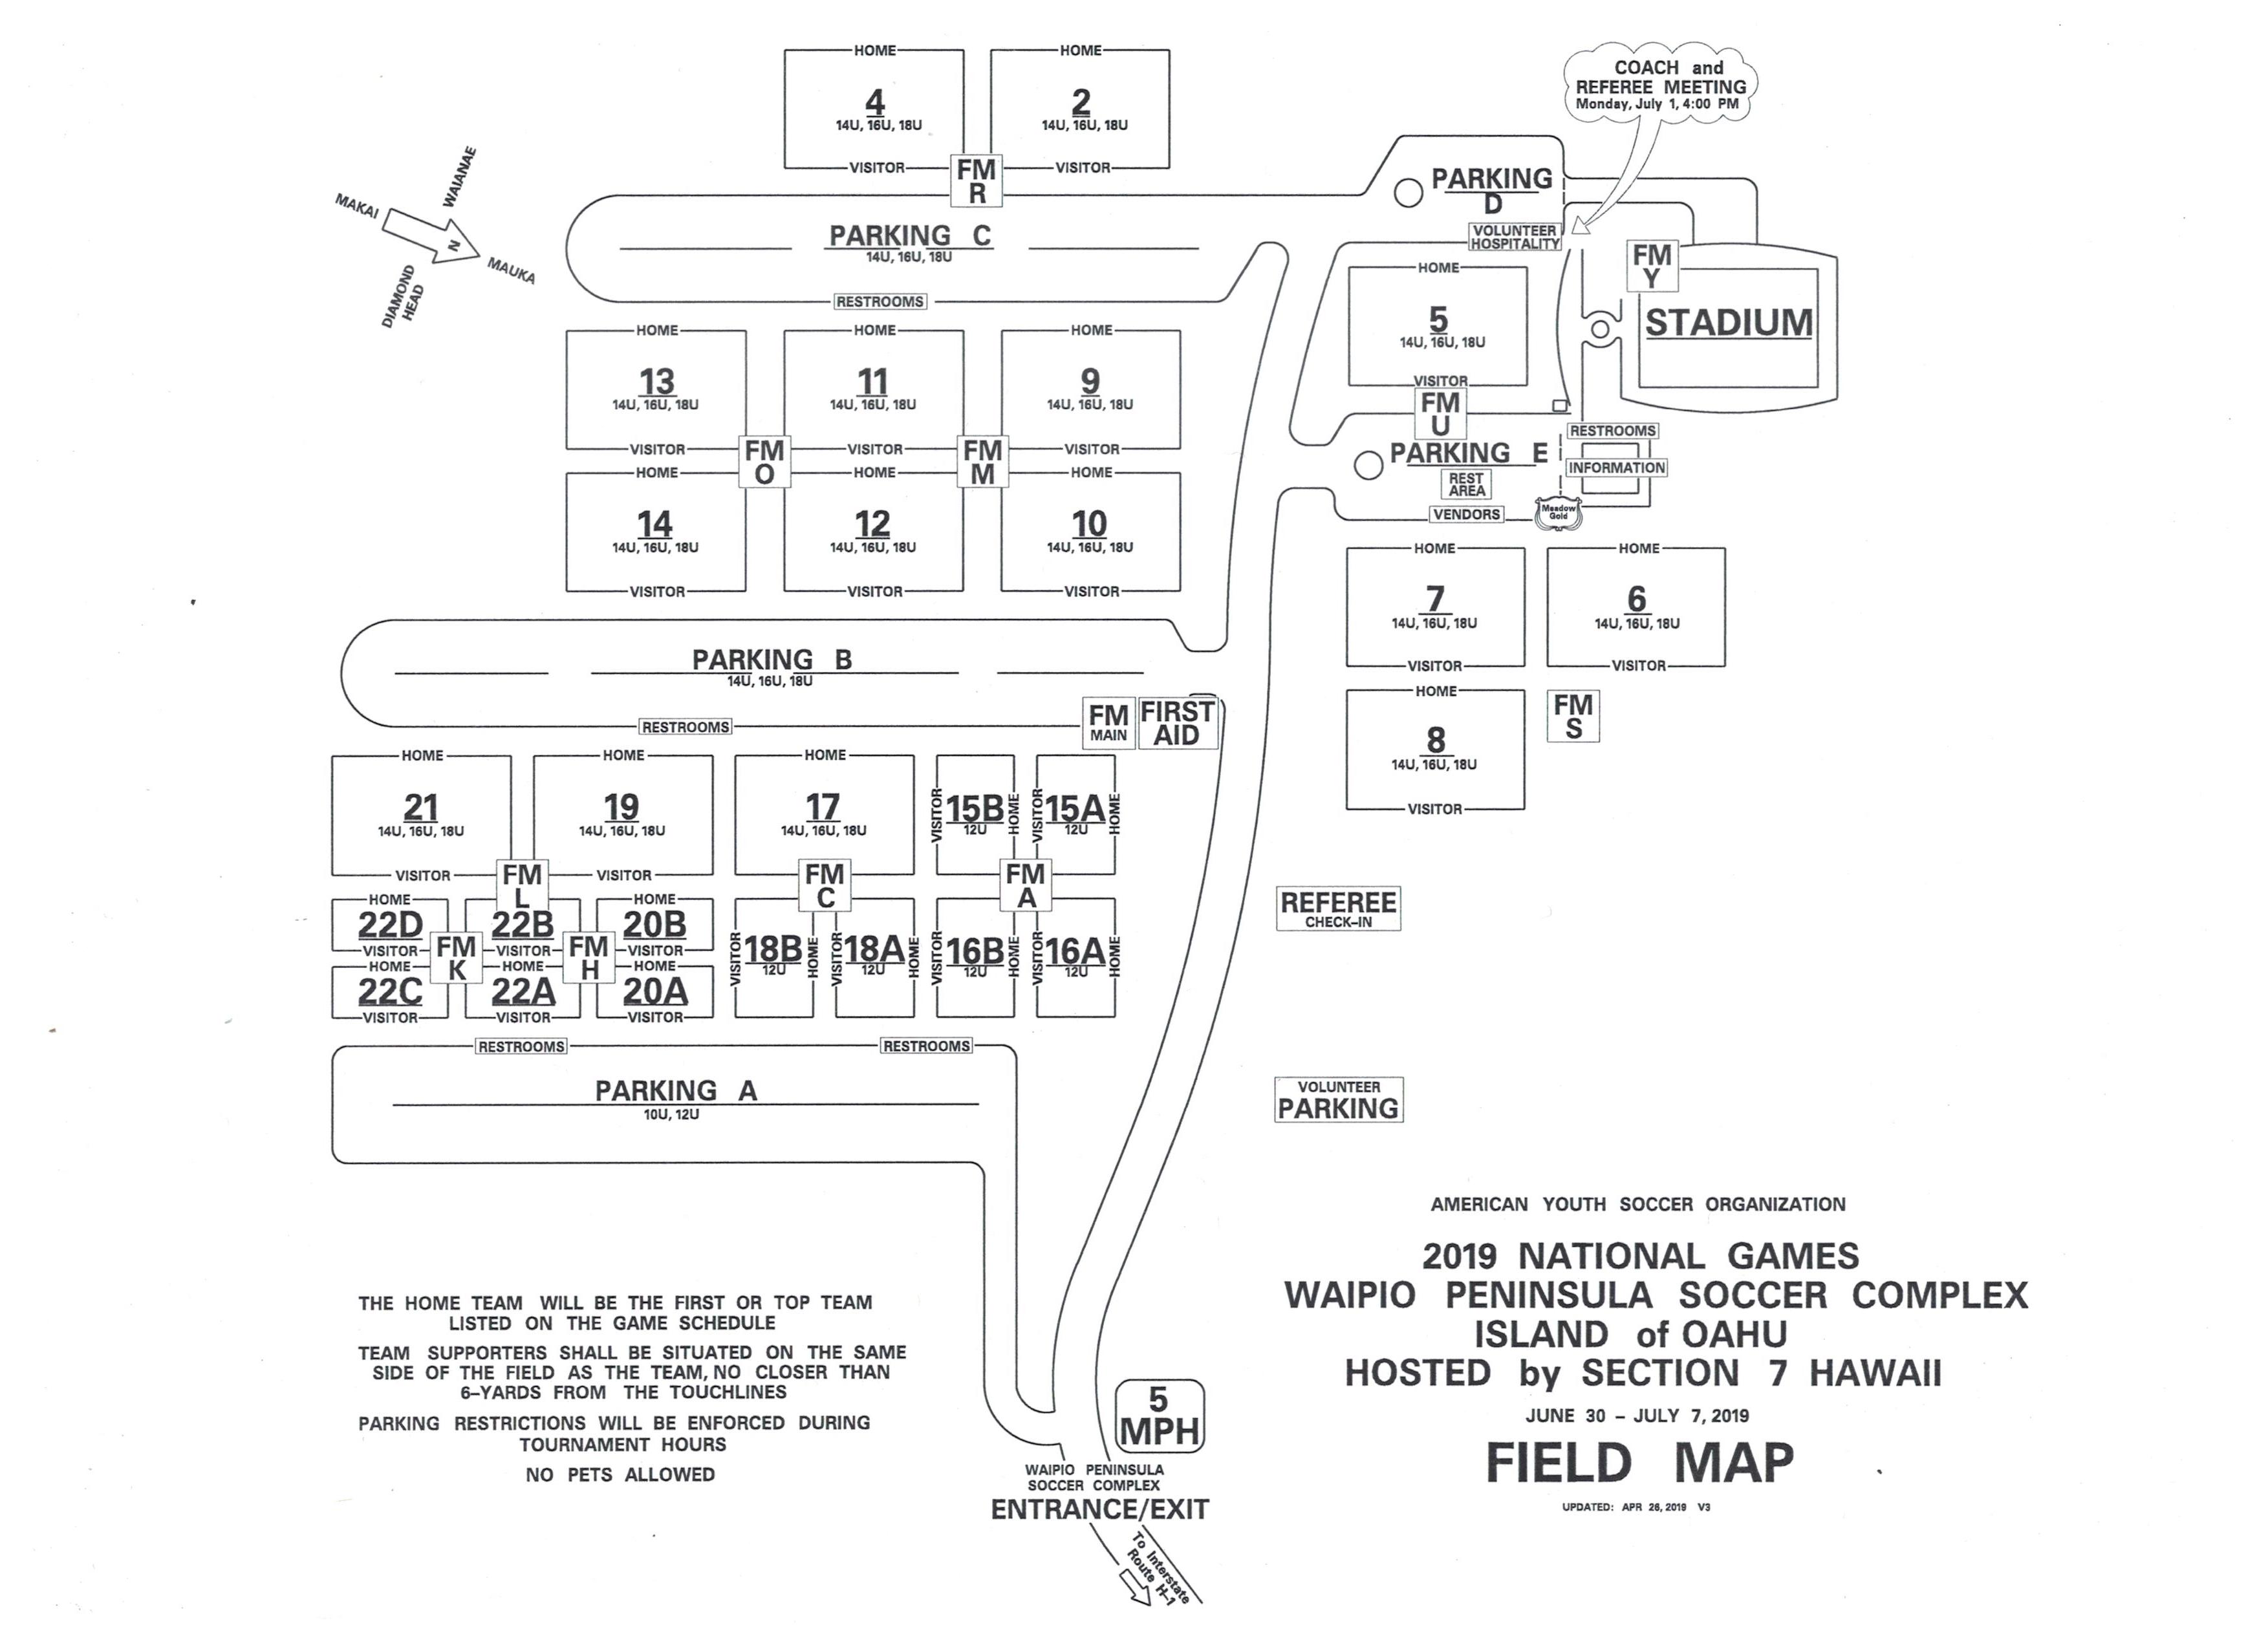 HOME
HOME
4
14U, 16U, 18U
2
14U, 16U, 18U
VISITOR
VISITOR
FM
R
COACH and
REFEREE MEETING
Monday, July 1, 4:00 PM
MAKAI
WAIANAE
N
MAUKA
DIAMOND
HEAD
PARKING C
14U, 16U, 18U
RESTROOMS
PARKING
D
VOLUNTEER
HOSPITALITY
FM
Y
STADIUM
HOME
5
14U, 16U, 18U
VISITOR
FM
U
PARKING E
REST
AREA
VENDORS
RESTROOMS
INFORMATION
Meadow
Gold
HOME
HOME
HOME
13
14U, 16U, 18U
11
14U, 16U, 18U
9
14U, 16U, 18U
VISITOR
VISITOR
VISITOR
FM
O
FM
M
HOME
HOME
HOME
14
14U, 16U, 18U
12
14U, 16U, 18U
10
14U, 16U, 18U
VISITOR
VISITOR
VISITOR
HOME
HOME
7
14U, 16U, 18U
6
14U, 16U, 18U
VISITOR
VISITOR
HOME
8
14U, 16U, 18U
VISITOR
FM
S
PARKING B
14U, 16U, 18U
RESTROOMS
FM
MAIN
FIRST
AID
HOME
HOME
HOME
21
14U, 16U, 18U
19
14U, 16U, 18U
17
14U, 16U, 18U
VISITOR
15B
12U
HOME
VISITOR
15A
12U
HOME
VISITOR
VISITOR
FM
L
FM
C
FM
A
HOME
22D
VISITOR
22B
VISITOR
HOME
20B
VISITOR
FM
K
FM
H
HOME
22C
VISITOR
HOME
22A
VISITOR
HOME
20A
VISITOR
VISITOR
18B
12U
HOME
VISITOR
18A
12U
HOME
VISITOR
16B
12U
HOME
VISITOR
16A
12U
HOME
REFEREE
CHECK-IN
RESTROOMS
RESTROOMS
PARKING A
10U, 12U
VOLUNTEER
PARKING
THE HOME TEAM WILL BE THE FIRST OR TOP TEAM
LISTED ON THE GAME SCHEDULE
TEAM SUPPORTERS SHALL BE SITUATED ON THE SAME
SIDE OF THE FIELD AS THE TEAM, NO CLOSER THAN
6-YARDS FROM THE TOUCHLINES
PARKING RESTRICTIONS WILL BE ENFORCED DURING
TOURNAMENT HOURS
NO PETS ALLOWED
5
MPH
WAIPIO PENINSULA
SOCCER COMPLEX
ENTRANCE/EXIT
To Interstate
Route H-1
AMERICAN YOUTH SOCCER ORGANIZATION
2019 NATIONAL GAMES
WAIPIO PENINSULA SOCCER COMPLEX
ISLAND of OAHU
HOSTED by SECTION 7 HAWAII
JUNE 30 - JULY 7, 2019
FIELD MAP
UPDATED: APR 26, 2019 V3